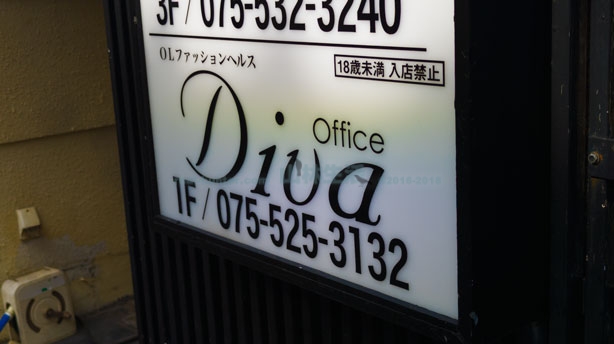 3F/075-532-3240
OLファッションヘルス
18歳未満 入店禁止
Office
Diva
1F/075-525-3132